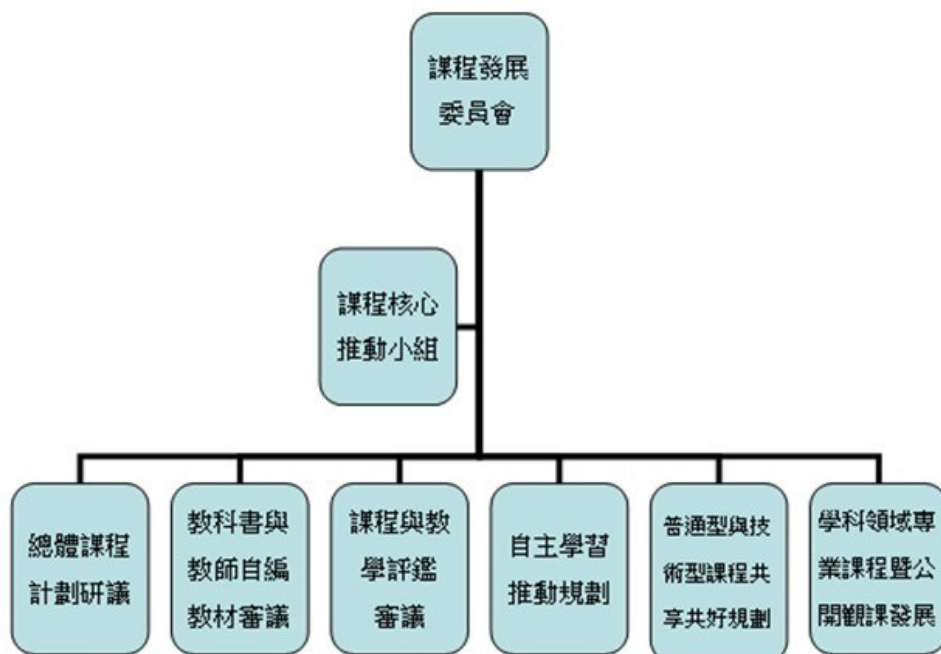 課程發展
委員會
課程核心
推動小組
總體課程
計劃研議
教科書與
教師自編
教材審議
課程與教
學評鑑
審議
自主學習
推動規劃
普通型與技
術型課程共
享共好規劃
學科領域專
業課程暨公
開觀課發展